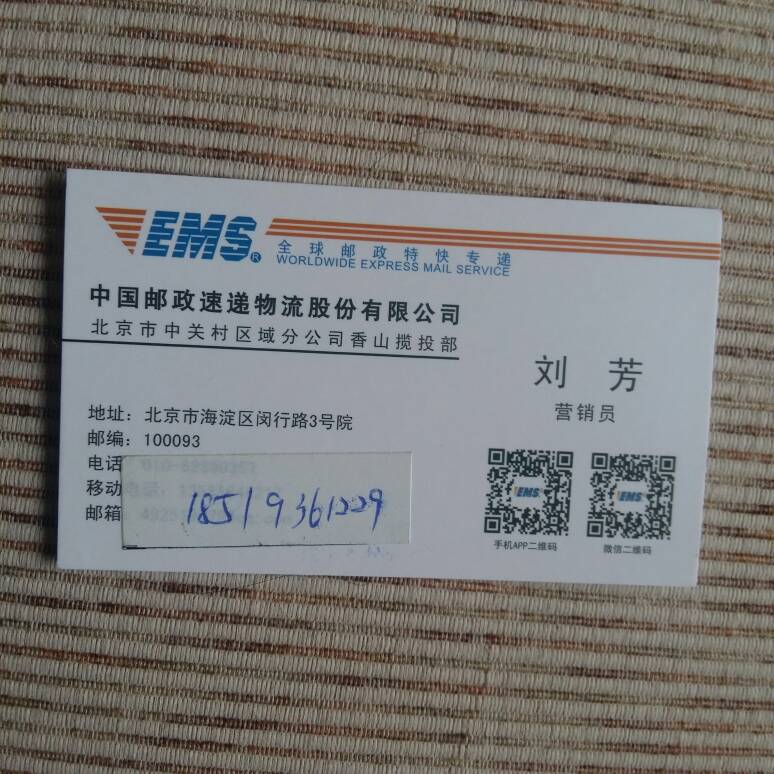 EMS®
全球邮政特快专递
WORLDWIDE EXPRESS MAIL SERVICE
中国邮政速递物流股份有限公司
北京市中关村区域分公司香山揽投部
刘 芳
营销员
地址：北京市海淀区闵行路3号院
邮编：100093
电话
移动
邮箱
18519361229
EMS
EMS
手机APP二维码
微信二维码